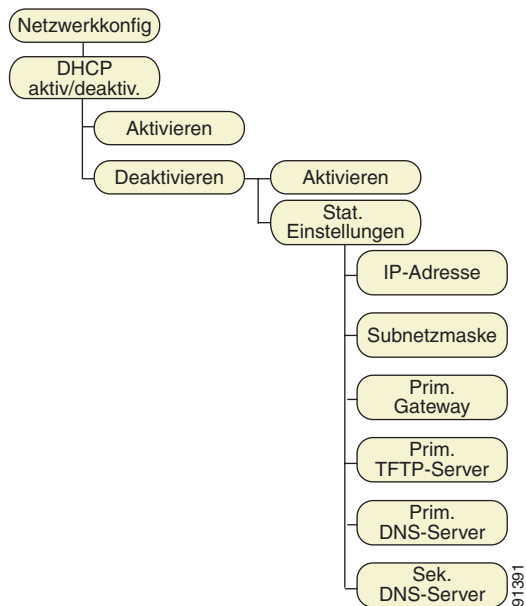 Netzwerkkonfig
DHCP
aktiv/deaktiv.
Aktivieren
Deaktivieren
Aktivieren
Stat.
Einstellungen
IP-Adresse
Subnetzmaske
Prim.
Gateway
Prim.
TFTP-Server
Prim.
DNS-Server
Sek.
DNS-Server
91391